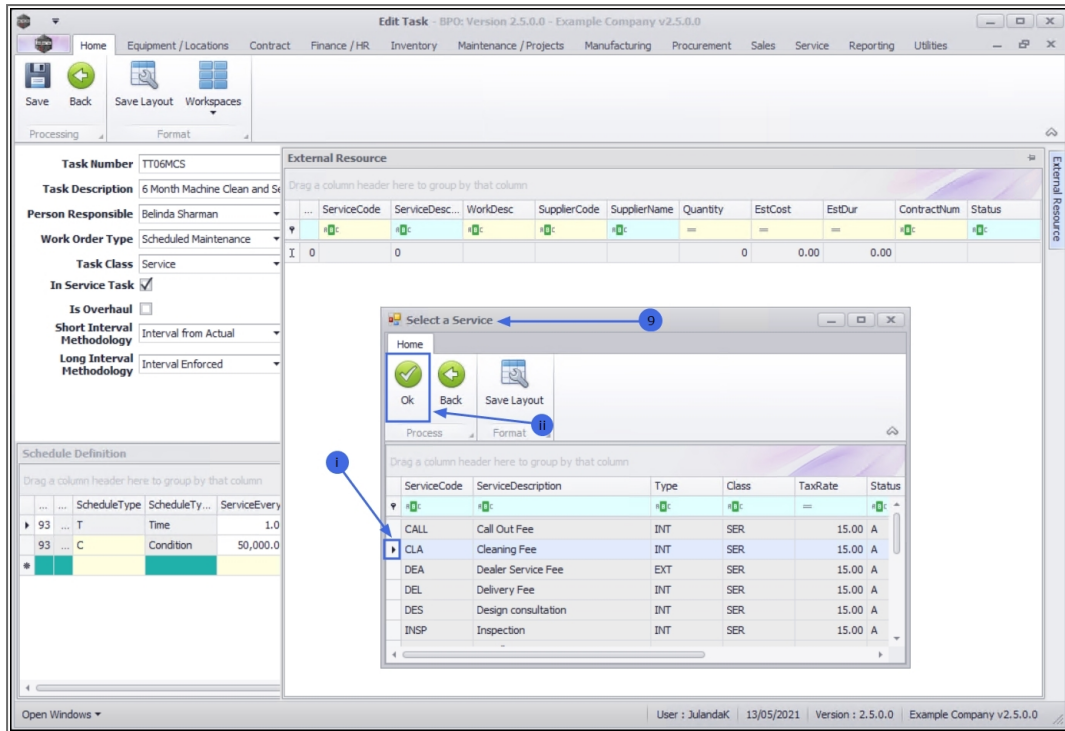 Edit Task - BPO: Version 2.5.0.0 - Example Company v2.5.0.0
Home Equipment / Locations Contract Finance / HR Inventory Maintenance / Projects Manufacturing Procurement Sales Service Reporting Utilities
Save Back Save Layout Workspaces
Processing Format
Task Number TT06MCS
Task Description 6 Month Machine Clean and Se
Person Responsible Belinda Sharman
Work Order Type Scheduled Maintenance
Task Class Service
In Service Task
Is Overhaul
Short Interval Methodology Interval from Actual
Long Interval Methodology Interval Enforced
External Resource
External Resource
Drag a column header here to group by that column
... ServiceCode ServiceDesc... WorkDesc SupplierCode SupplierName Quantity EstCost EstDur ContractNum Status
0 0 0 0.00 0.00
Select a Service 9
Home
Ok Back Save Layout
ii
Process Format
i
Drag a column header here to group by that column
ServiceCode ServiceDescription Type Class TaxRate Status
CALL Call Out Fee INT SER 15.00 A
CLA Cleaning Fee INT SER 15.00 A
DEA Dealer Service Fee EXT SER 15.00 A
DEL Delivery Fee INT SER 15.00 A
DES Design consultation INT SER 15.00 A
INSP Inspection INT SER 15.00 A
Schedule Definition
Drag a column header here to group by that column
... ... ScheduleType ScheduleTy... ServiceEvery
93 ... T Time 1.0
93 ... C Condition 50,000.0
Open Windows User : JulandaK 13/05/2021 Version : 2.5.0.0 Example Company v2.5.0.0